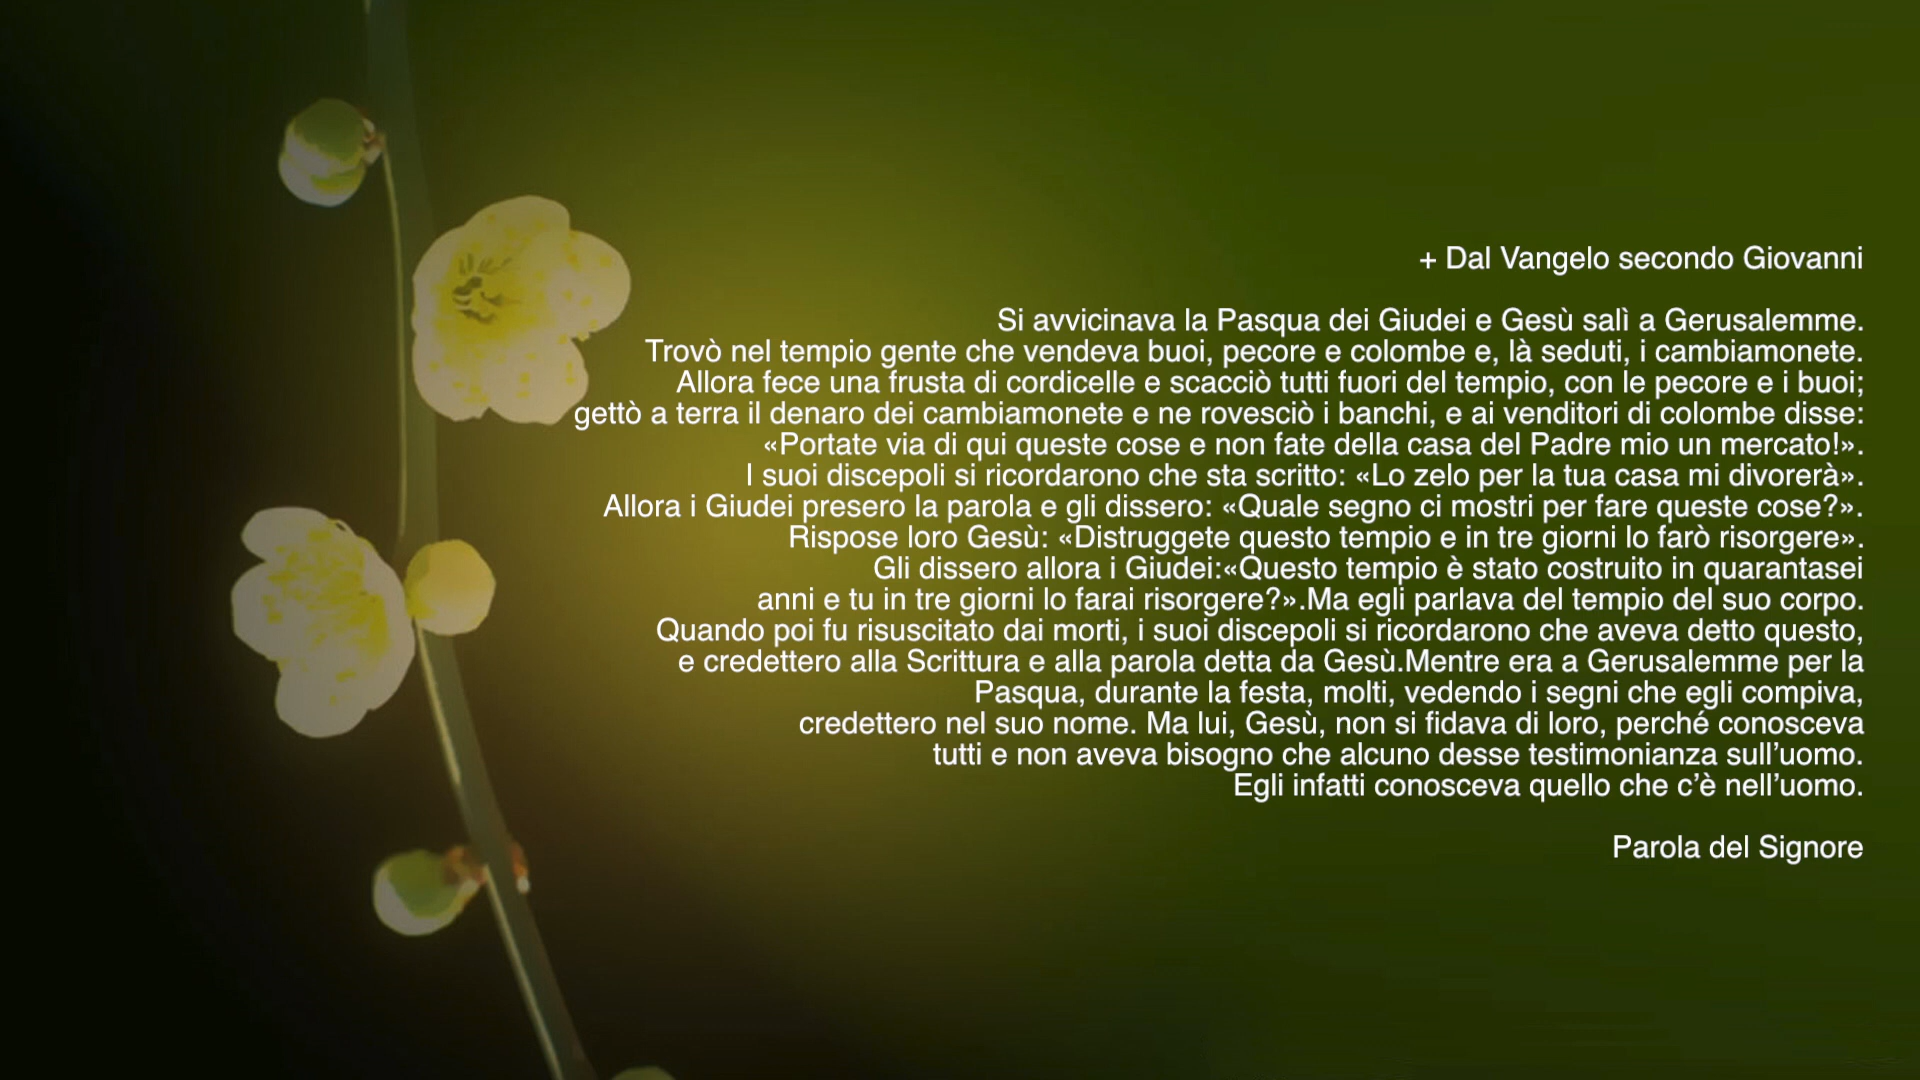 + Dal Vangelo secondo Giovanni
Si avvicinava la Pasqua dei Giudei e Gesù salì a Gerusalemme.
Trovò nel tempio gente che vendeva buoi, pecore e colombe e, là seduti, i cambiamonete.
Allora fece una frusta di cordicelle e scacciò tutti fuori del tempio, con le pecore e i buoi;
gettò a terra il denaro dei cambiamonete e ne rovesciò i banchi, e ai venditori di colombe disse:
«Portate via di qui queste cose e non fate della casa del Padre mio un mercato!».
I suoi discepoli si ricordarono che sta scritto: «Lo zelo per la tua casa mi divorerà».
Allora i Giudei presero la parola e gli dissero: «Quale segno ci mostri per fare queste cose?».
Rispose loro Gesù: «Distruggete questo tempio e in tre giorni lo farò risorgere».
Gli dissero allora i Giudei:«Questo tempio è stato costruito in quarantasei
anni e tu in tre giorni lo farai risorgere?».Ma egli parlava del tempio del suo corpo.
Quando poi fu risuscitato dai morti, i suoi discepoli si ricordarono che aveva detto questo,
e credettero alla Scrittura e alla parola detta da Gesù.Mentre era a Gerusalemme per la
Pasqua, durante la festa, molti, vedendo i segni che egli compiva,
credettero nel suo nome. Ma lui, Gesù, non si fidava di loro, perché conosceva
tutti e non aveva bisogno che alcuno desse testimonianza sull’uomo.
Egli infatti conosceva quello che c’è nell’uomo.
Parola del Signore